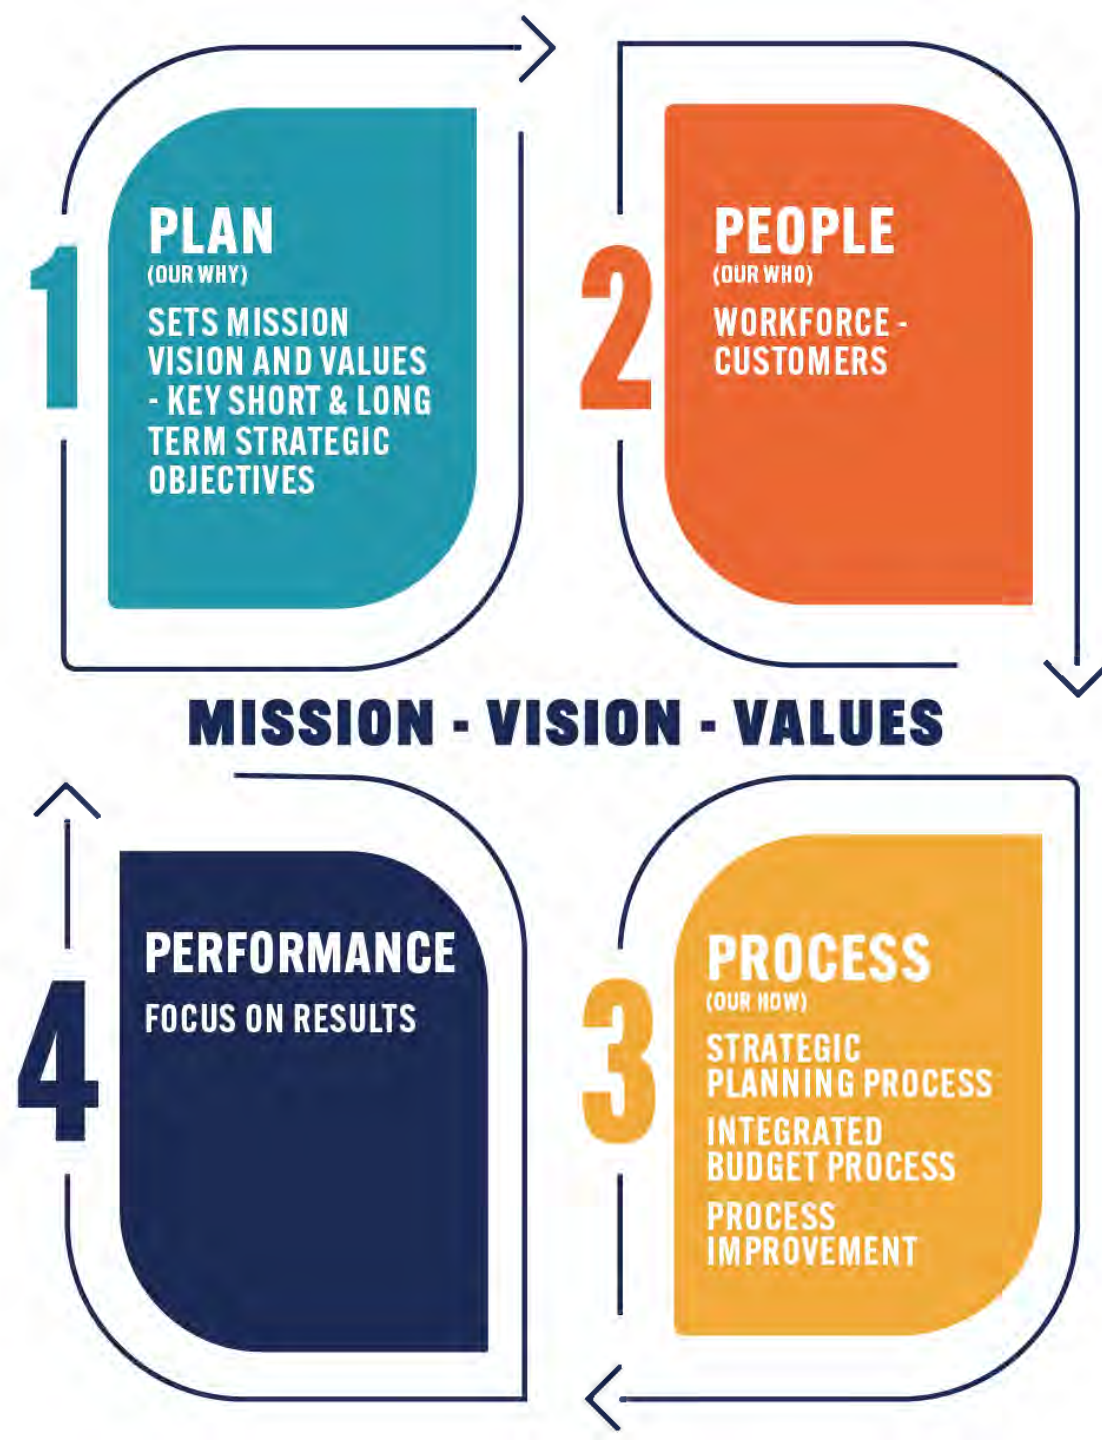 1
PLAN
(OUR WHY)
SETS MISSION
VISION AND VALUES
- KEY SHORT & LONG
TERM STRATEGIC
OBJECTIVES
2
PEOPLE
(OUR WHO)
WORKFORCE -
CUSTOMERS
MISSION - VISION - VALUES
4
PERFORMANCE
FOCUS ON RESULTS
3
PROCESS
(OUR HOW)
STRATEGIC
PLANNING PROCESS
INTEGRATED
BUDGET PROCESS
PROCESS
IMPROVEMENT